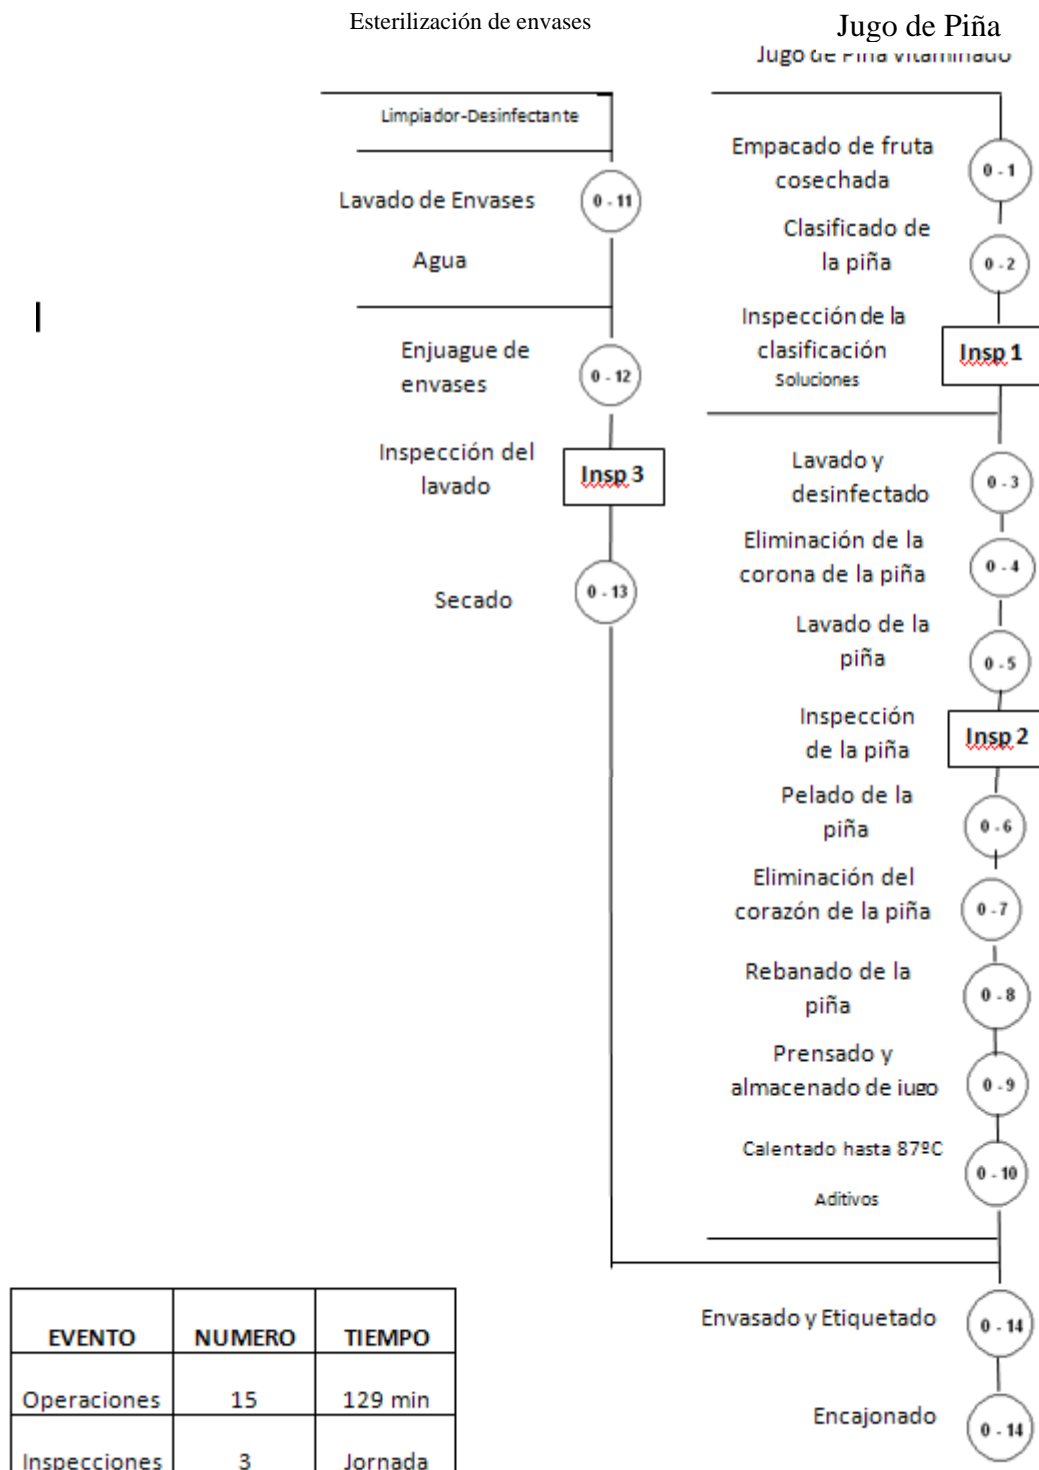 Esterilización de envases
Jugo de Piña
Jugo de Piña Vitaminado
Limpiador-Desinfectante
Lavado de Envases
0 - 11
Agua
Enjuague de
envases
0 - 12
Inspección del
lavado
Insp 3
Secado
0 - 13
Empacado de fruta
cosechada
0 - 1
Clasificado de
la piña
0 - 2
Inspección de la
clasificación
Insp 1
Soluciones
Lavado y
desinfectado
0 - 3
Eliminación de la
corona de la piña
0 - 4
Lavado de la
piña
0 - 5
Inspección
de la piña
Insp 2
Pelado de la
piña
0 - 6
Eliminación del
corazón de la piña
0 - 7
Rebanado de la
piña
0 - 8
Prensado y
almacenado de jugo
0 - 9
Calentado hasta 87ºC
0 - 10
Aditivos
Envasado y Etiquetado
0 - 14
Encajonado
0 - 14
EVENTO NUMERO TIEMPO
Operaciones 15 129 min
Inspecciones 3 Jornada